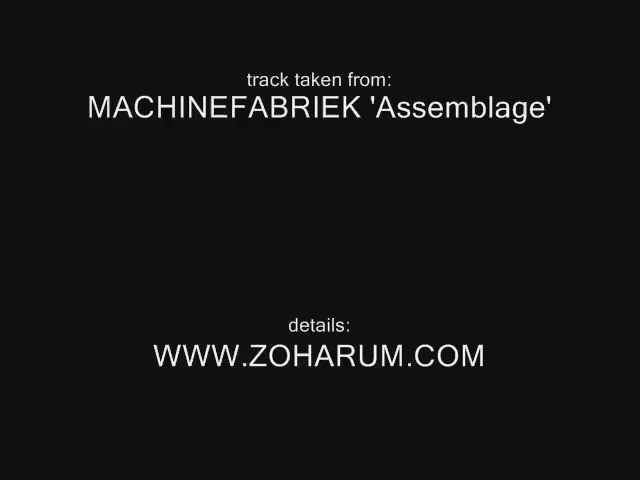 track taken from:
MACHINEFABRIEK 'Assemblage'
details:
WWW.ZOHARUM.COM